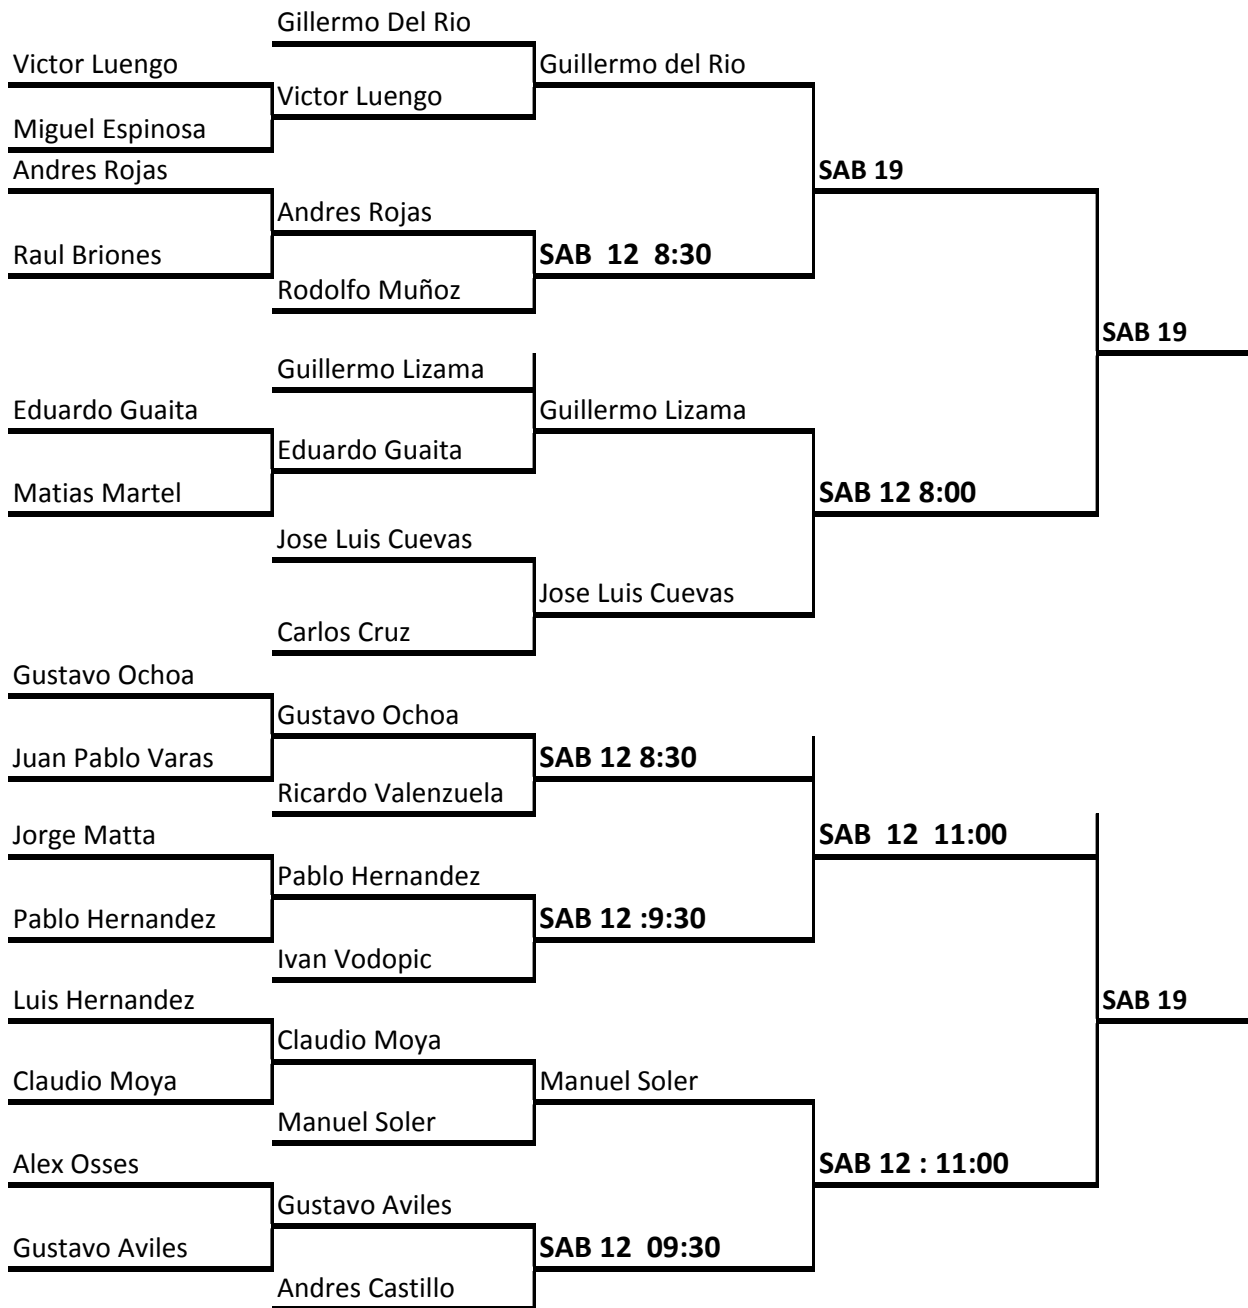 Gillermo Del Rio
Victor Luengo
Guillermo del Rio
Victor Luengo
Miguel Espinosa
Andres Rojas
SAB 19
Andres Rojas
Raul Briones
SAB  12  8:30
Rodolfo Muñoz
SAB 19
Guillermo Lizama
Eduardo Guaita
Guillermo Lizama
Eduardo Guaita
Matias Martel
SAB 12 8:00
Jose Luis Cuevas
Jose Luis Cuevas
Carlos Cruz
Gustavo Ochoa
Gustavo Ochoa
Juan Pablo Varas
SAB 12 8:30
Ricardo Valenzuela
Jorge Matta
SAB  12  11:00
Pablo Hernandez
Pablo Hernandez
SAB 12 :9:30
Ivan Vodopic
Luis Hernandez
SAB 19
Claudio Moya
Claudio Moya
Manuel Soler
Manuel Soler
Alex Osses
SAB 12 : 11:00
Gustavo Aviles
Gustavo Aviles
SAB 12  09:30
Andres Castillo